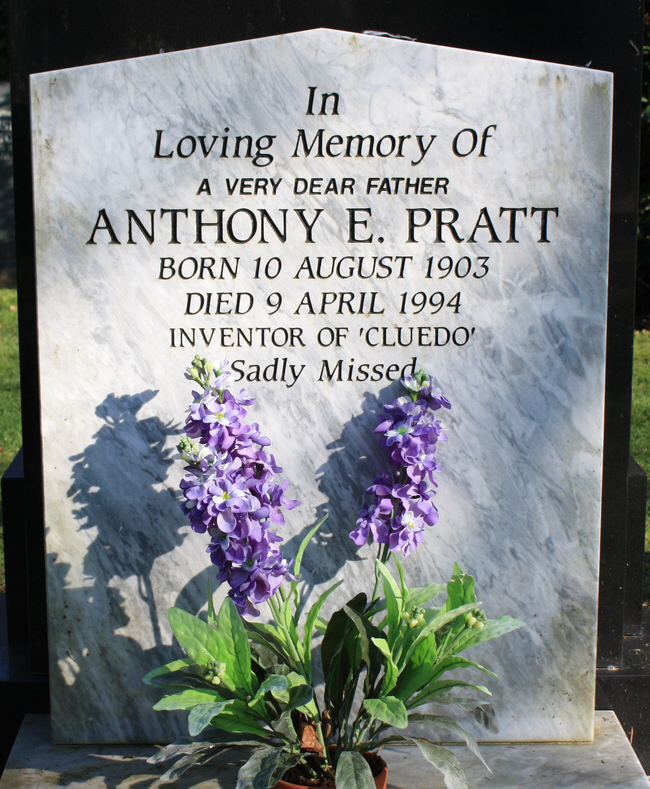 In
Loving Memory Of
A VERY DEAR FATHER
ANTHONY E. PRATT
BORN 10 AUGUST 1903
DIED 9 APRIL 1994
INVENTOR OF 'CLUEDO'
Sadly Missed